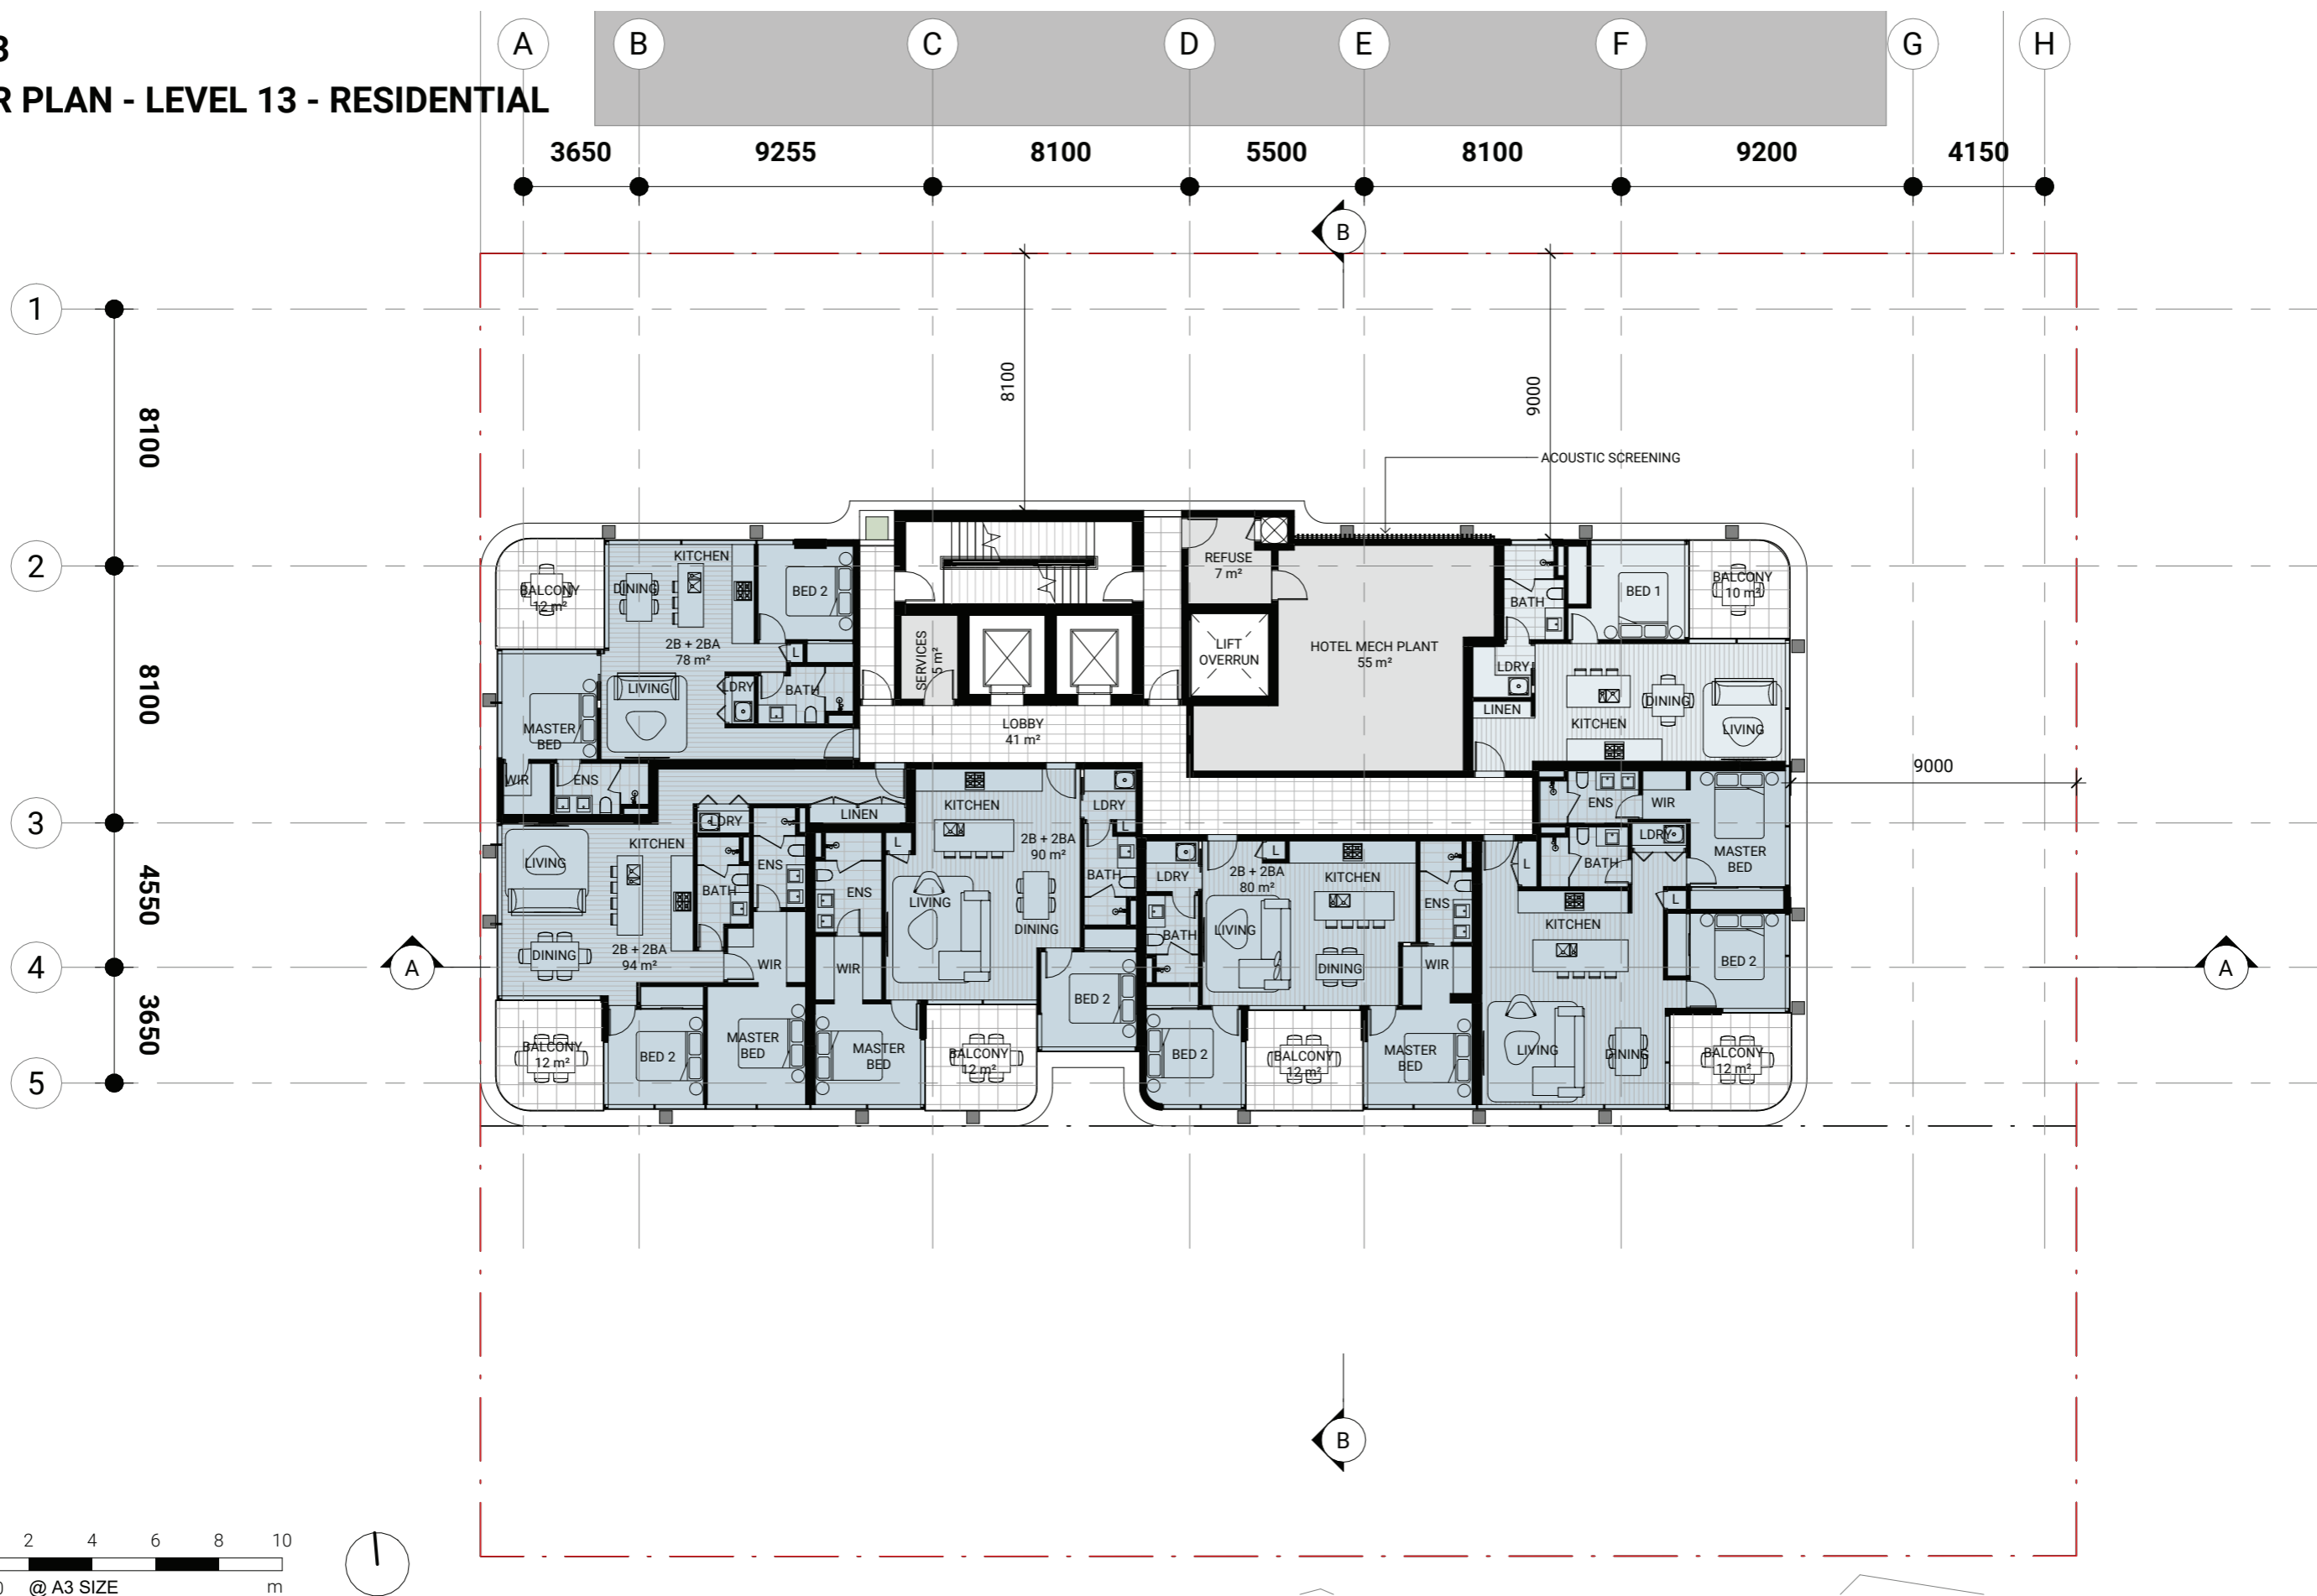 3
R PLAN - LEVEL 13 - RESIDENTIAL
A B C D E F G H
3650 9255 8100 5500 8100 9200 4150
B
1
8100
8100
9000
8100
ACOUSTIC SCREENING
2
KITCHEN
BED 2
DINING
BALCONY
12 m²
2B + 2BA
78 m²
L
LIVING
LDRY
BATH
MASTER
BED
WIR
ENS
8100
SERVICES
5 m²
REFUSE
7 m²
LIFT
OVERRUN
HOTEL MECH PLANT
55 m²
LOBBY
41 m²
BATH
BED 1
BALCONY
10 m²
LDRY
LINEN
DINING
KITCHEN
LIVING
9000
3
LIVING
KITCHEN
LDRY
LINEN
BATH
ENS
DINING
2B + 2BA
94 m²
WIR
BALCONY
12 m²
BED 2
MASTER
BED
4550
KITCHEN
LDRY
L
L
2B + 2BA
90 m²
ENS
LIVING
BATH
DINING
WIR
BED 2
MASTER
BED
BALCONY
12 m²
LDRY
L
2B + 2BA
80 m²
KITCHEN
LIVING
ENS
BATH
DINING
WIR
BED 2
BALCONY
12 m²
MASTER
BED
ENS
WIR
LDRY
MASTER
BED
L
BATH
L
KITCHEN
BED 2
LIVING
DINING
BALCONY
12 m²
4
A
A
3650
5
B
2 4 6 8 10
0 @ A3 SIZE m